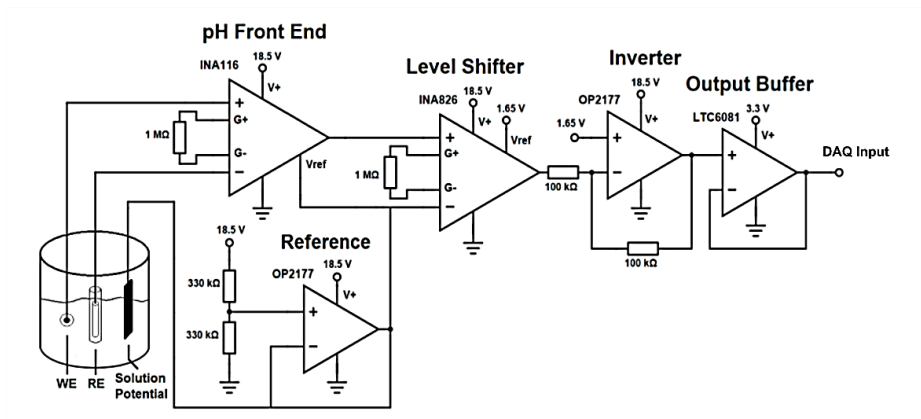 pH Front End
INA116
18.5 V
V+
+
G+
1 MΩ
G-
−
Vref
Level Shifter
INA826
18.5 V
V+
1.65 V
Vref
+
G+
1 MΩ
G-
−
100 kΩ
Inverter
OP2177
18.5 V
V+
1.65 V
+
−
100 kΩ
Output Buffer
LTC6081
3.3 V
V+
+
−
DAQ Input
Reference
OP2177
18.5 V
V+
+
−
18.5 V
330 kΩ
330 kΩ
WE
RE
Solution
Potential